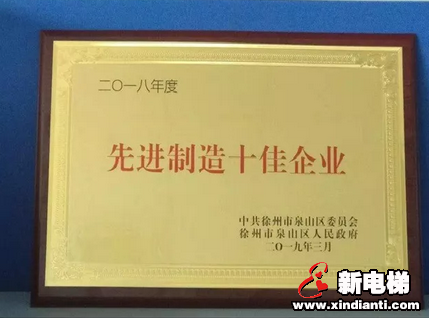 二〇一八年度
先进制造十佳企业
中共徐州市泉山区委员会
徐州市泉山区人民政府
二〇一九年三月
新电梯
www.xindianti.com